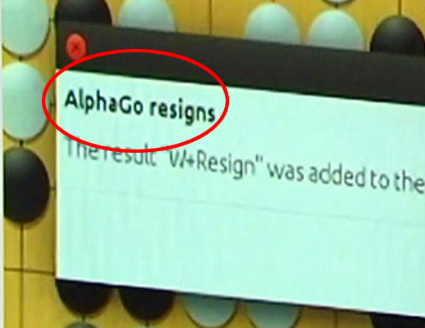 AlphaGo resigns
The result "W+Resign" was added to the